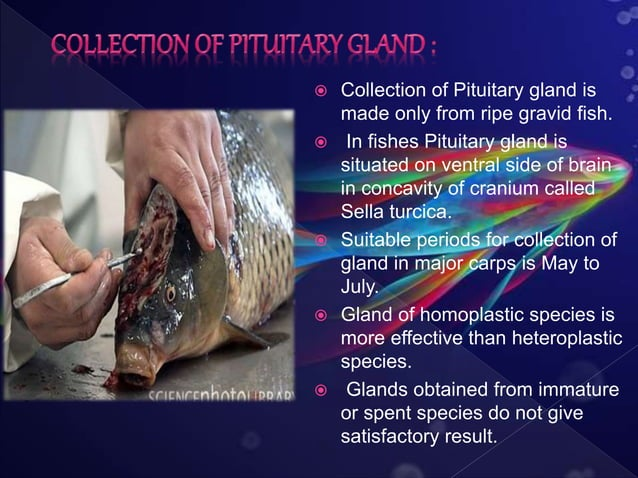 COLLECTION OF PITUITARY GLAND :
Collection of Pituitary gland is
made only from ripe gravid fish.
In fishes Pituitary gland is
situated on ventral side of brain
in concavity of cranium called
Sella turcica.
Suitable periods for collection of
gland in major carps is May to
July.
Gland of homoplastic species is
more effective than heteroplastic
species.
Glands obtained from immature
or spent species do not give
satisfactory result.
SCIENCEphotoLIBRARY